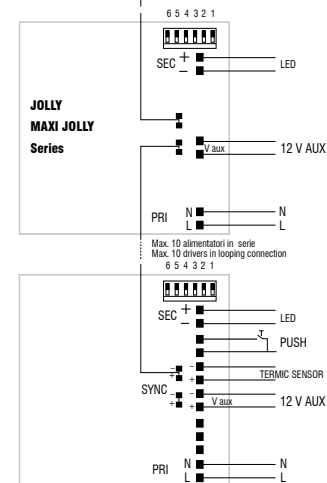 6 5 4 3 2 1
SEC + −
LED
JOLLY
MAXI JOLLY
Series
V aux
12 V AUX
PRI N L
N
L
Max. 10 alimentatori in serie
Max. 10 drivers in looping connection
6 5 4 3 2 1
SEC + −
LED
PUSH
− −
+ +
TERMIC SENSOR
SYNC
− −
+ +
V aux
12 V AUX
PRI N L
N
L